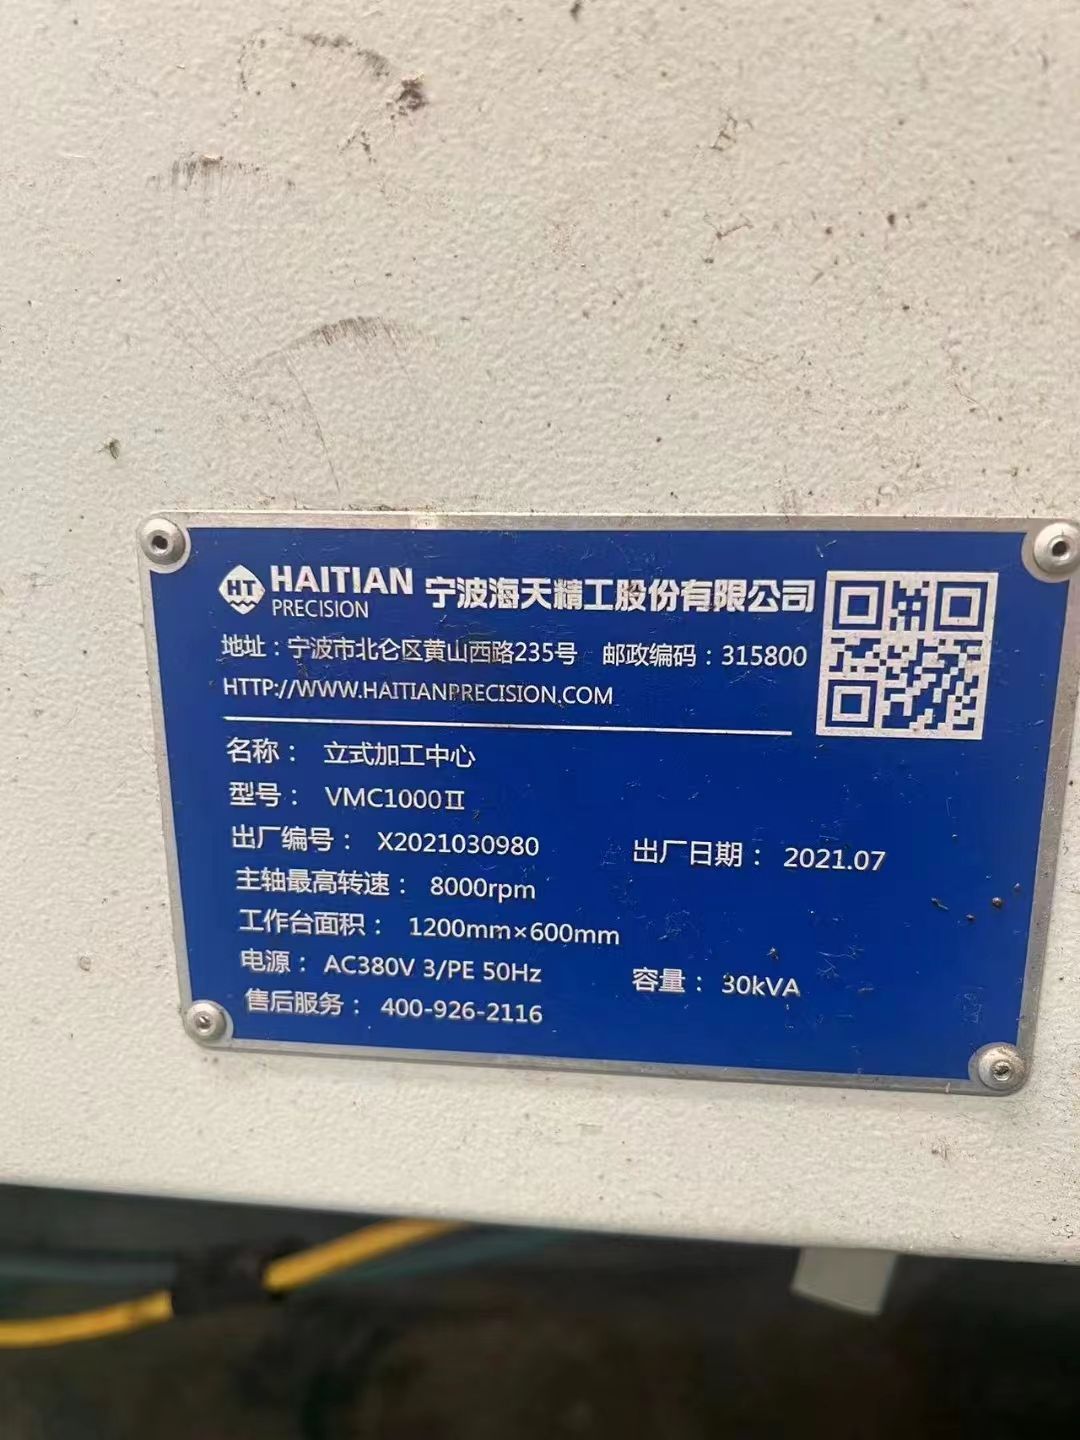 HT HAITIAN PRECISION 宁波海天精工股份有限公司
地址：宁波市北仑区黄山西路235号 邮政编码：315800
HTTP://WWW.HAITIANPRECISION.COM
名称： 立式加工中心
型号： VMC1000Ⅱ
出厂编号： X2021030980 出厂日期： 2021.07
主轴最高转速： 8000rpm
工作台面积： 1200mm×600mm
电源： AC380V 3/PE 50Hz 容量： 30kVA
售后服务： 400-926-2116